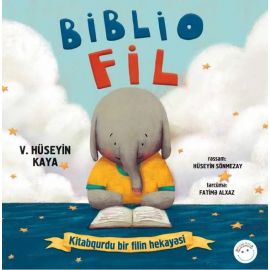 BIBLIO
FIL
V. HÜSEYİN
KAYA
rəssam:
HÜSEYİN SÖNMEZAY
tərcümə:
FATİMƏ ALXAZ
Kitabqurdu bir filin hekayəsi